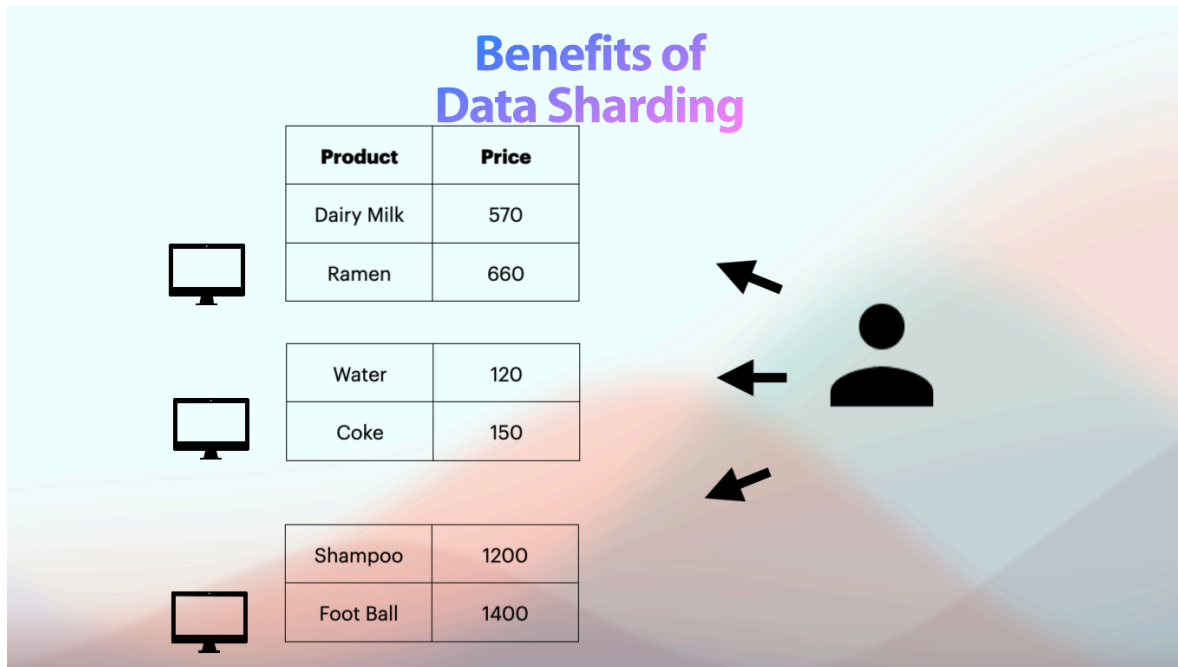 Benefits of
Data Sharding
Product Price
Dairy Milk 570
Ramen 660
Water 120
Coke 150
Shampoo 1200
Foot Ball 1400